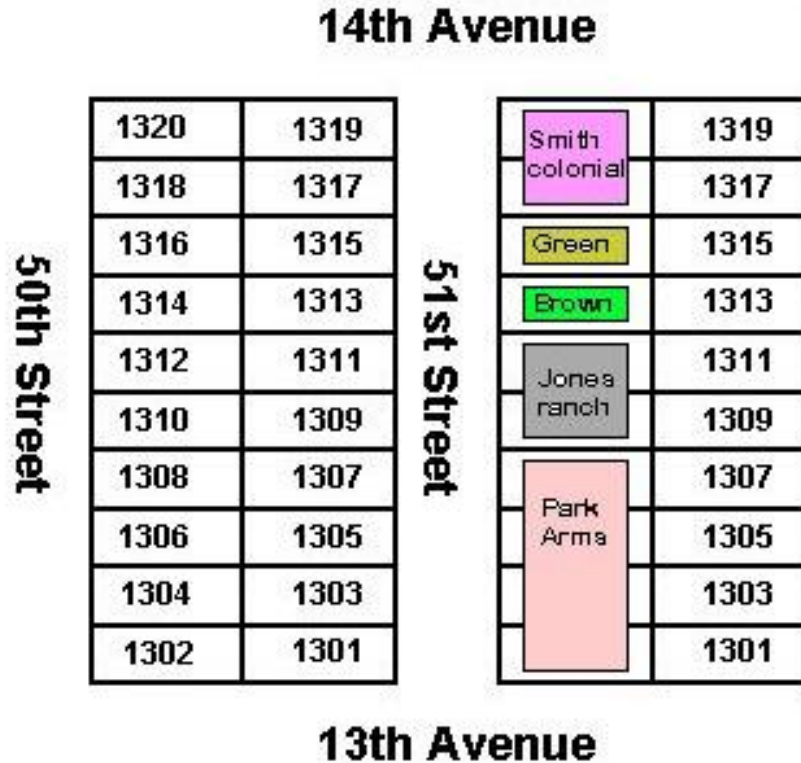 14th Avenue
1320 1319 Smith 1319
colonial
1318 1317 1317
1316 1315 Green 1315
1314 1313 Brown 1313
1312 1311 Jones 1311
ranch
1310 1309 1309
1308 1307 1307
Park
Arms
1306 1305 1305
1304 1303 1303
1302 1301 1301
50th Street
51st Street
13th Avenue